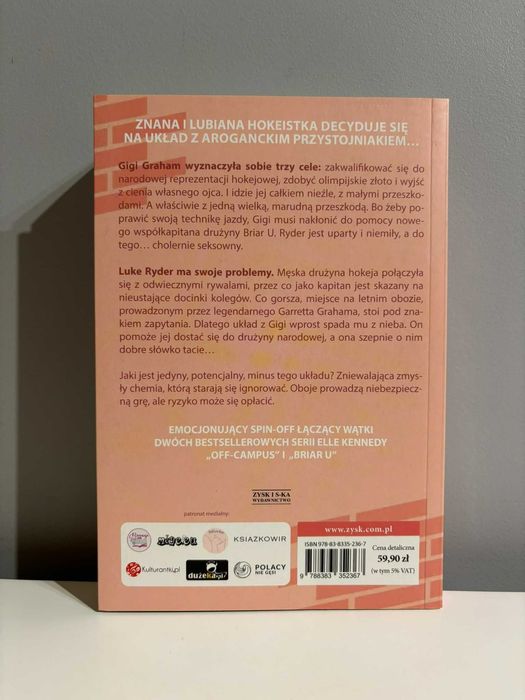 ZNANA I LUBIANA HOKEISTKA DECYDUJE SIĘ
NA UKŁAD Z AROGANCKIM PRZYSTOJNIAKIEM...
Gigi Graham wyznaczyła sobie trzy cele: zakwalifikować się do
narodowej reprezentacji hokejowej, zdobyć olimpijskie złoto i wyjść
z cienia własnego ojca. I idzie jej całkiem nieźle, z małymi przeszko-
dami. A właściwie z jedną wielką, marudną przeszkodą. Bo żeby po-
prawić swoją technikę jazdy, Gigi musi nakłonić do pomocy nowe-
go współkapitana drużyny Briar U. Ryder jest uparty i niemiły, a do
tego... cholernie seksowny.
Luke Ryder ma swoje problemy. Męska drużyna hokeja połączyła
się z odwiecznymi rywalami, przez co jako kapitan jest skazany na
nieustające docinki kolegów. Co gorsza, miejsce na letnim obozie,
prowadzonym przez legendarnego Garretta Grahama, stoi pod zna-
kiem zapytania. Dlatego układ z Gigi wprost spada mu z nieba. On
pomoże jej dostać się do drużyny narodowej, a ona szepnie o nim
dobre słówko tacie...
Jaki jest jedyny, potencjalny, minus tego układu? Zniewalająca zmys-
ły chemia, którą starają się ignorować. Oboje prowadzą niebezpiecz-
ną grę, ale ryzyko może się opłacić.
EMOCJONUJĄCY SPIN-OFF ŁĄCZĄCY WĄTKI
DWÓCH BESTSELLEROWYCH SERII ELLE KENNEDY
„OFF-CAMPUS” I „BRIAR U”
ZYSK I S-KA
WYDAWNICTWO
patronat medialny:
KSIĄŻKOWIR
Kulturantki.pl
dużeka.pl
POLACY
NIE GĘSI
www.zysk.com.pl
ISBN 978-83-8335-236-7
9 788383 352367
Cena detaliczna
59,90 zł
(w tym 5% VAT)